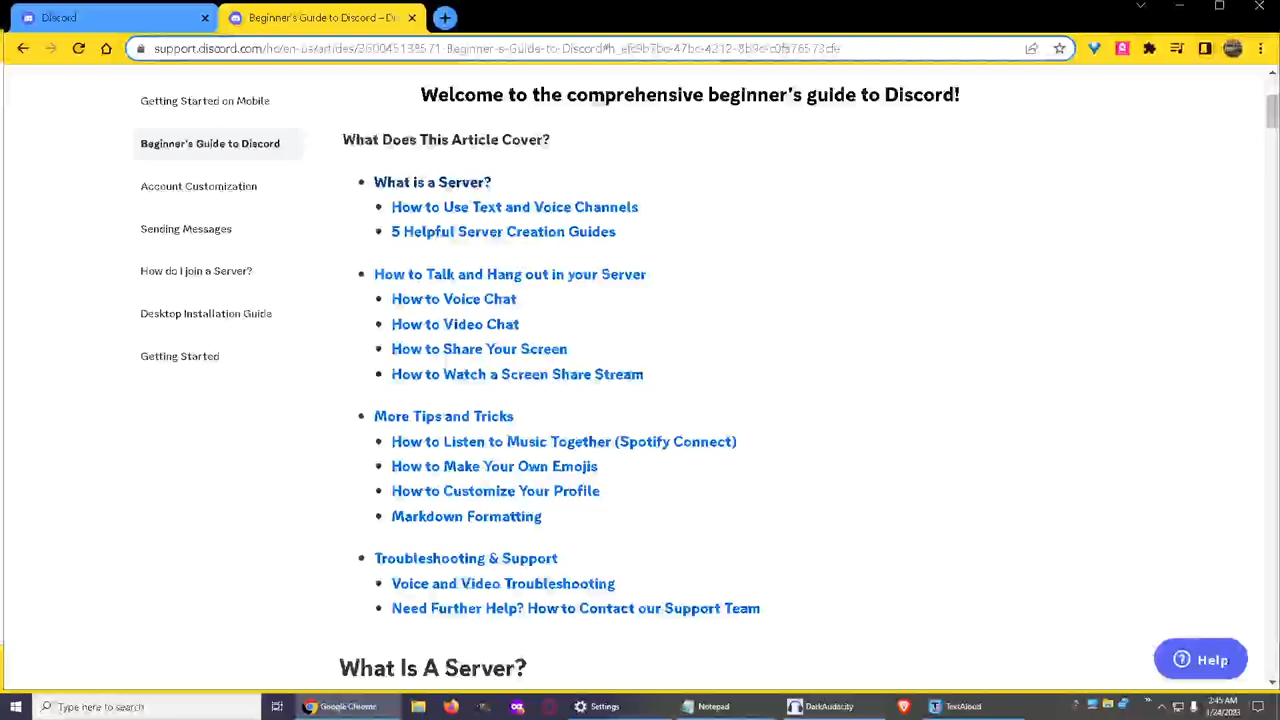 Discord
Beginner's Guide to Discord – Di
Getting Started on Mobile
Beginner's Guide to Discord
Account Customization
Sending Messages
How do I join a Server?
Desktop Installation Guide
Getting Started
Welcome to the comprehensive beginner's guide to Discord!
What Does This Article Cover?
What is a Server?
How to Use Text and Voice Channels
5 Helpful Server Creation Guides
How to Talk and Hang out in your Server
How to Voice Chat
How to Video Chat
How to Share Your Screen
How to Watch a Screen Share Stream
More Tips and Tricks
How to Listen to Music Together (Spotify Connect)
How to Make Your Own Emojis
How to Customize Your Profile
Markdown Formatting
Troubleshooting & Support
Voice and Video Troubleshooting
Need Further Help? How to Contact our Support Team
What Is A Server?
Help
Type here to search
Google Chrome
Settings
Notepad
DarkAudacity
TextAloud
2:45 AM
1/24/2023